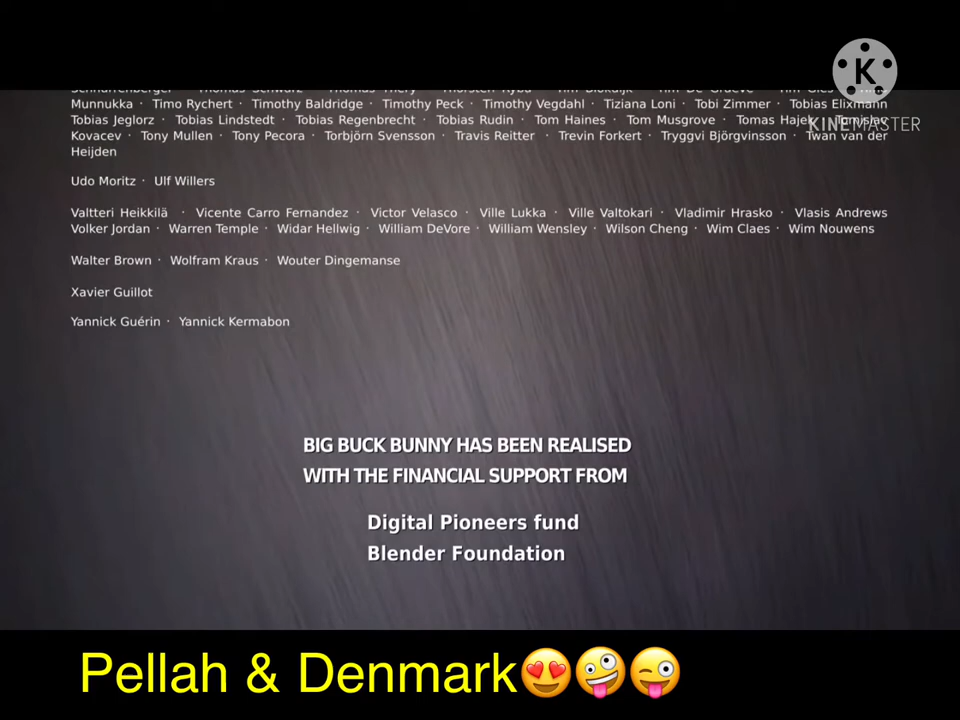 Munnukka · Timo Rychert · Timothy Baldridge · Timothy Peck · Timothy Vegdahl · Tiziana Loni · Tobi Zimmer · Tobias Elixmann
Tobias Jeglorz · Tobias Lindstedt · Tobias Regenbrecht · Tobias Rudin · Tom Haines · Tom Musgrove · Tomas Hajek · Tomislav
Kovacev · Tony Mullen · Tony Pecora · Torbjörn Svensson · Travis Reitter · Trevin Forkert · Tryggvi Björgvinsson · Twan van der
Heijden
Udo Moritz · Ulf Willers
Valtteri Heikkilä · Vicente Carro Fernandez · Victor Velasco · Ville Lukka · Ville Valtokari · Vladimir Hrasko · Vlasis Andrews
Volker Jordan · Warren Temple · Widar Hellwig · William DeVore · William Wensley · Wilson Cheng · Wim Claes · Wim Nouwens
Walter Brown · Wolfram Kraus · Wouter Dingemanse
Xavier Guillot
Yannick Guérin · Yannick Kermabon
BIG BUCK BUNNY HAS BEEN REALISED
WITH THE FINANCIAL SUPPORT FROM
Digital Pioneers fund
Blender Foundation
K
KINEMASTER
Pellah & Denmark😍🤪😜